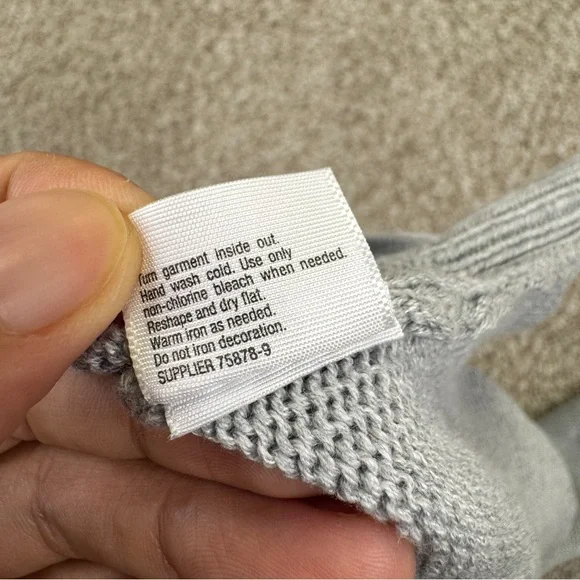 Turn garment inside out.
Hand wash cold. Use only
non-chlorine bleach when needed.
Reshape and dry flat.
Warm iron as needed.
Do not iron decoration.
SUPPLIER 75878-9